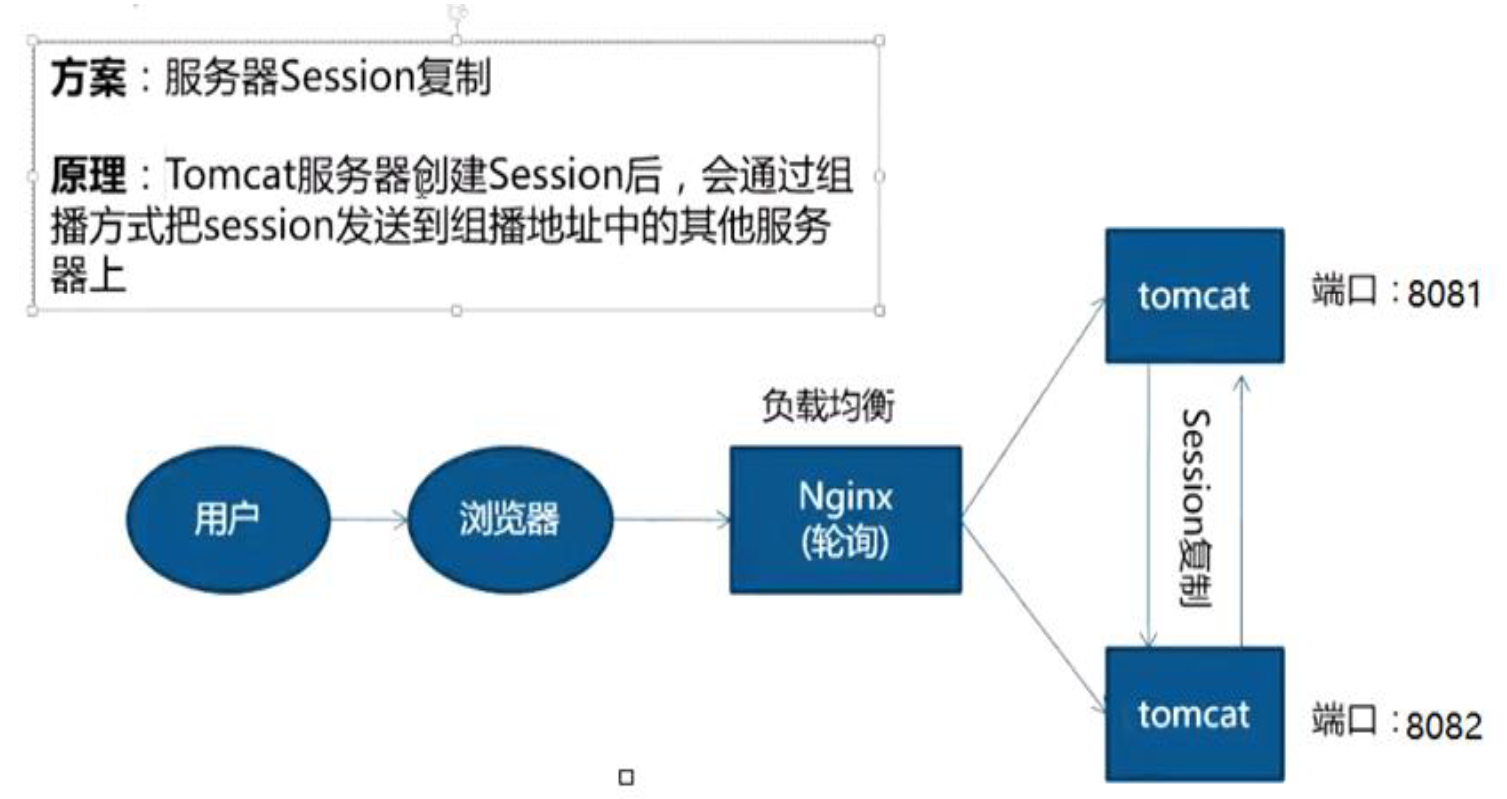 方案：服务器Session复制
原理：Tomcat服务器创建Session后，会通过组
播方式把session发送到组播地址中的其他服务
器上
tomcat
端口：8081
负载均衡
用户
浏览器
Nginx
(轮询)
Session复制
tomcat
端口：8082